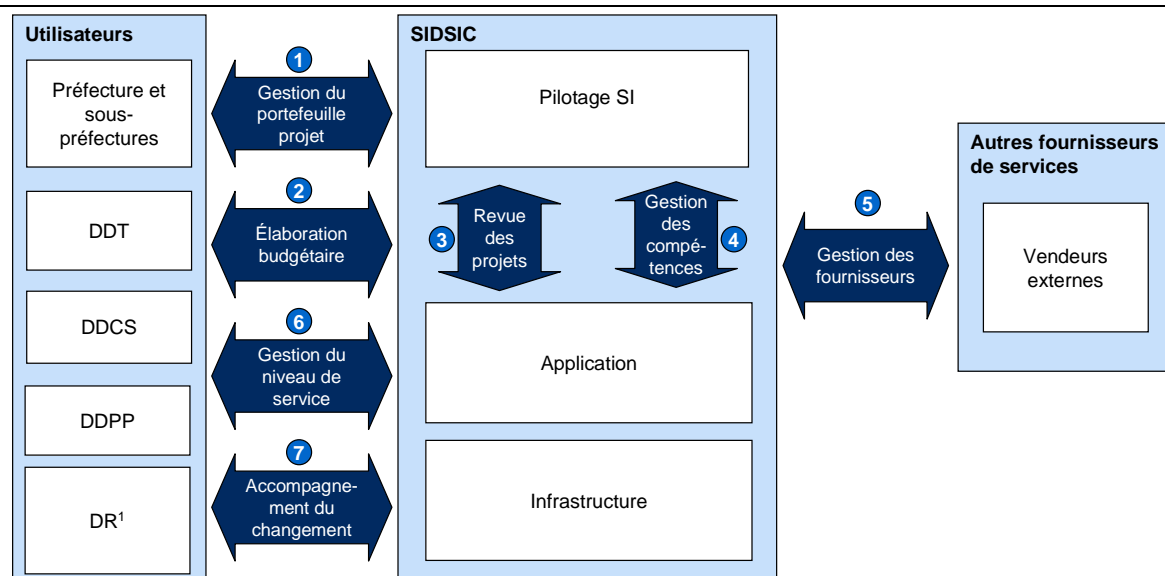 Utilisateurs
Préfecture et
sous-
préfectures
DDT
DDCS
DDPP
DR1
1
Gestion du
portefeuille
projet
2
Élaboration
budgétaire
6
Gestion du
niveau de
service
7
Accompagne-
ment du
changement
SIDSIC
Pilotage SI
3
Revue
des
projets
Gestion
des
compé-
tences
4
Application
Infrastructure
5
Gestion des
fournisseurs
Autres fournisseurs
de services
Vendeurs
externes